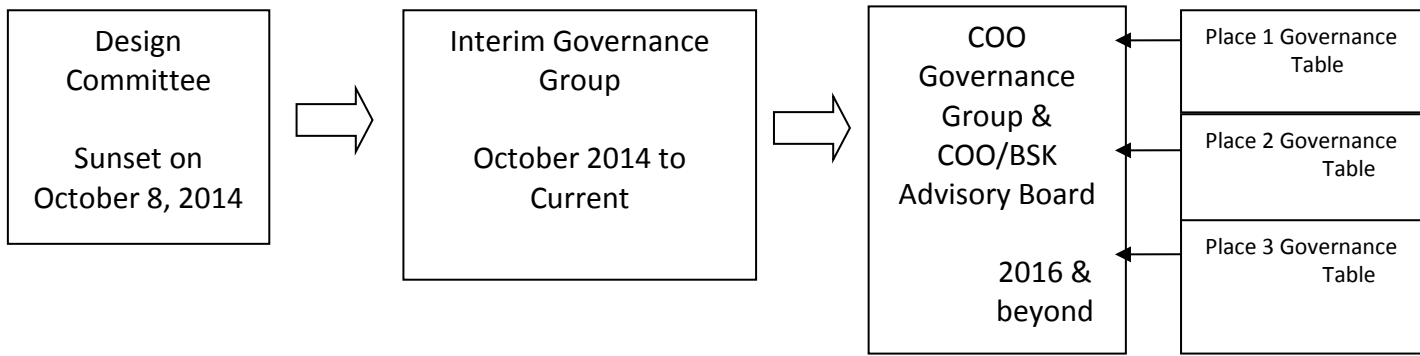 Design
Committee
Sunset on
October 8, 2014
Interim Governance
Group
October 2014 to
Current
COO
Governance
Group &
COO/BSK
Advisory Board
2016 &
beyond
Place 1 Governance
Table
Place 2 Governance
Table
Place 3 Governance
Table